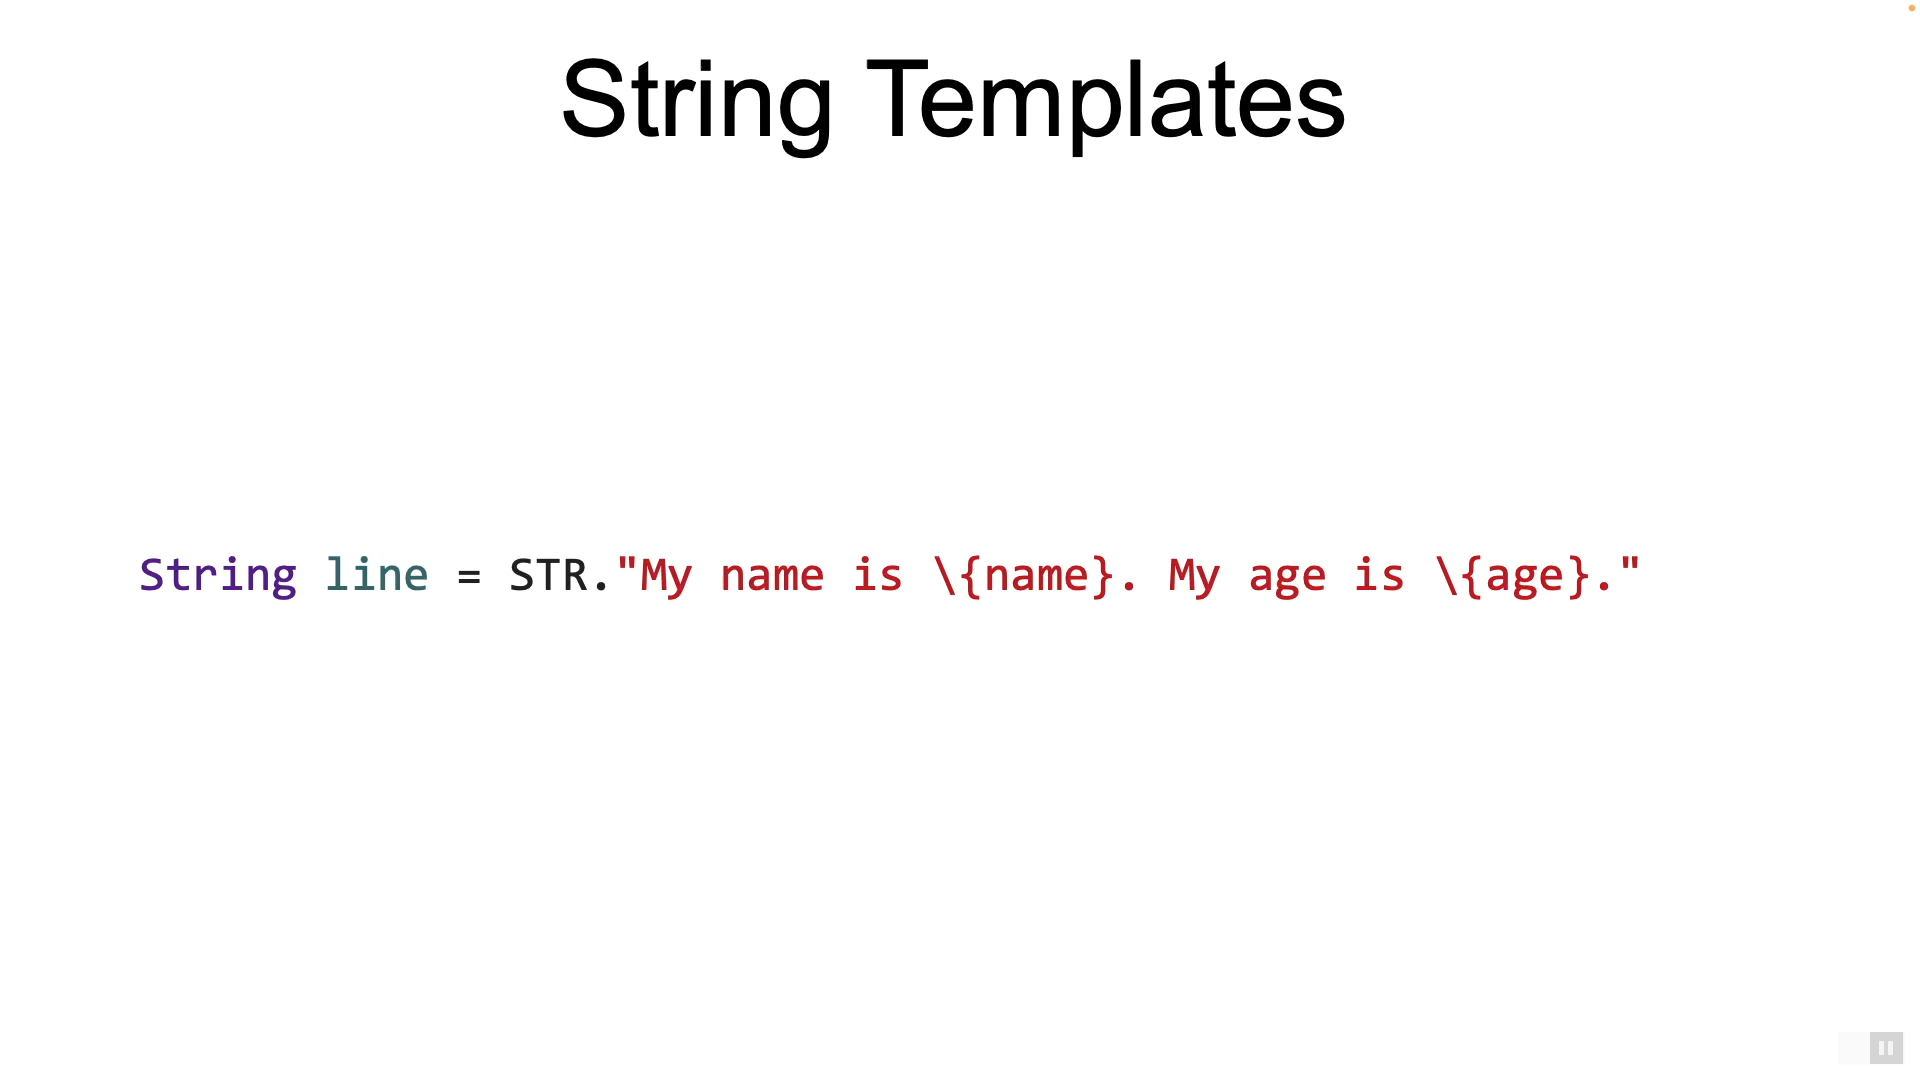 String Templates
String line = STR."My name is \{name}. My age is \{age}."